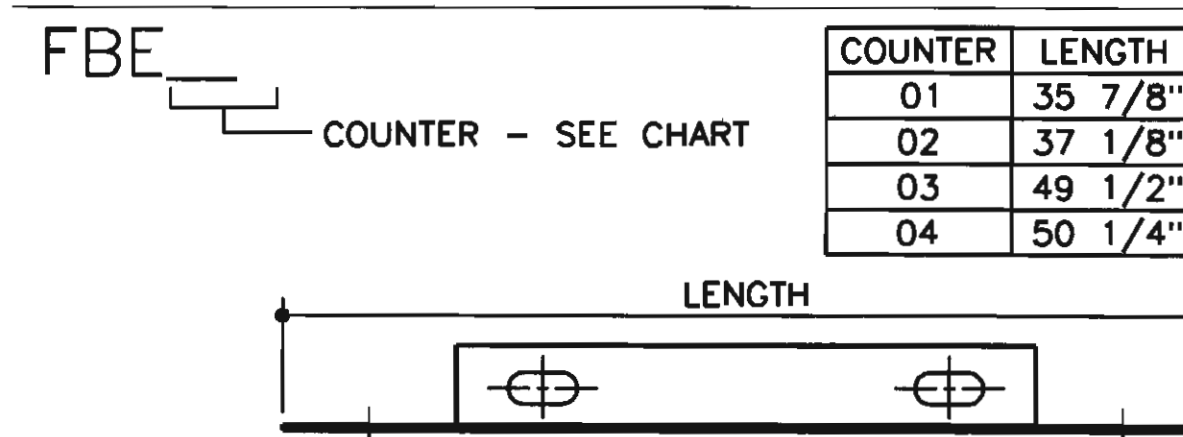 FBE__
COUNTER - SEE CHART
COUNTER LENGTH
01 35 7/8"
02 37 1/8"
03 49 1/2"
04 50 1/4"
LENGTH